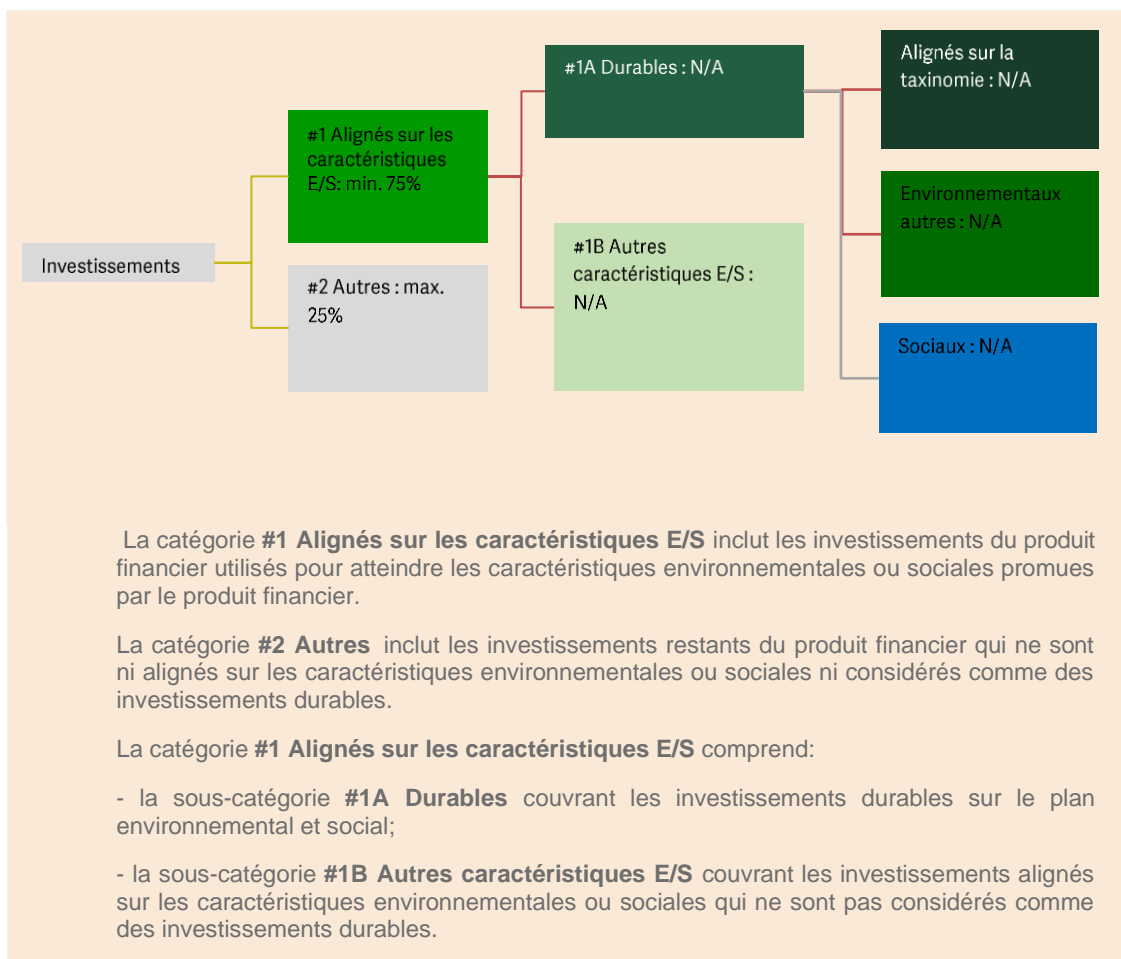 Investissements
#1 Alignés sur les
caractéristiques
E/S: min. 75%
#2 Autres : max.
25%
#1A Durables : N/A
#1B Autres
caractéristiques E/S :
N/A
Alignés sur la
taxinomie : N/A
Environnementaux
autres : N/A
Sociaux : N/A
La catégorie #1 Alignés sur les caractéristiques E/S inclut les investissements du produit
financier utilisés pour atteindre les caractéristiques environnementales ou sociales promues
par le produit financier.
La catégorie #2 Autres inclut les investissements restants du produit financier qui ne sont
ni alignés sur les caractéristiques environnementales ou sociales ni considérés comme des
investissements durables.
La catégorie #1 Alignés sur les caractéristiques E/S comprend:
- la sous-catégorie #1A Durables couvrant les investissements durables sur le plan
environnemental et social;
- la sous-catégorie #1B Autres caractéristiques E/S couvrant les investissements alignés
sur les caractéristiques environnementales ou sociales qui ne sont pas considérés comme
des investissements durables.